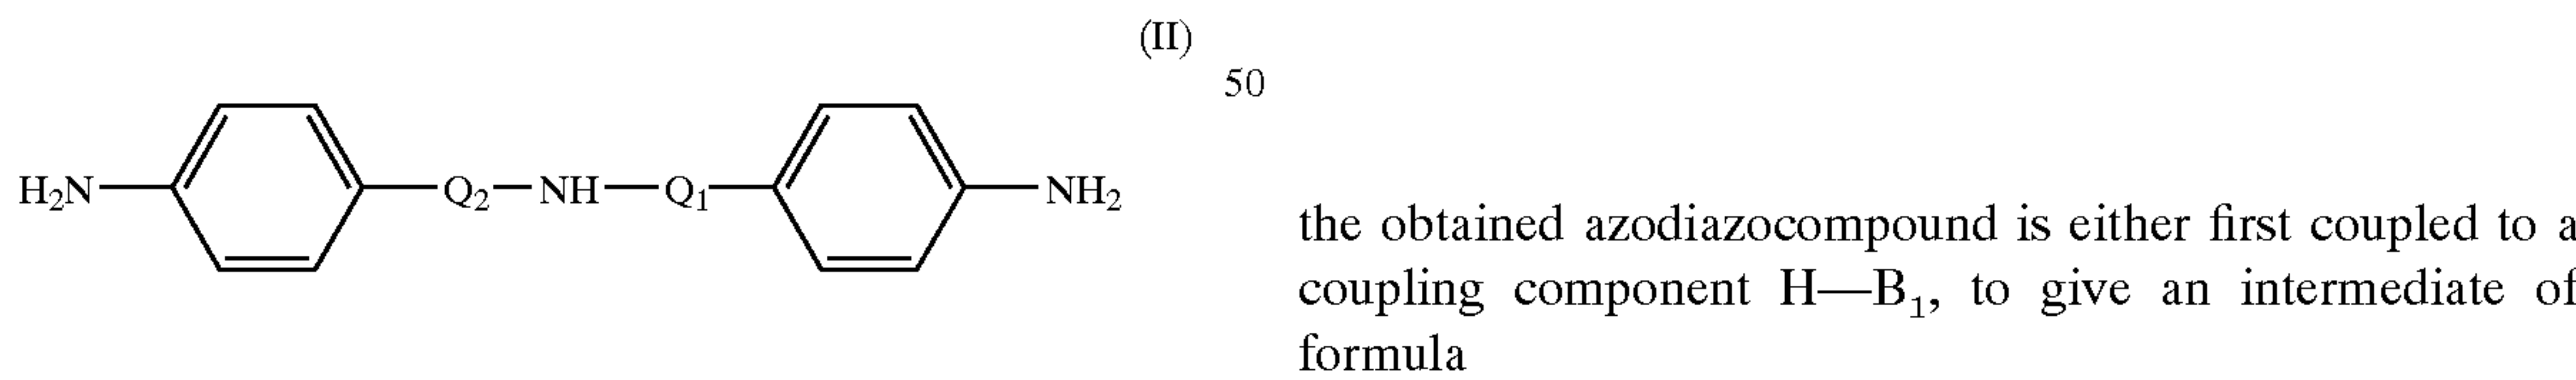 (II)
50
H₂N—Q₂—NH—Q₁—NH₂
the obtained azodiazocompound is either first coupled to a
coupling component H—B₁, to give an intermediate of
formula